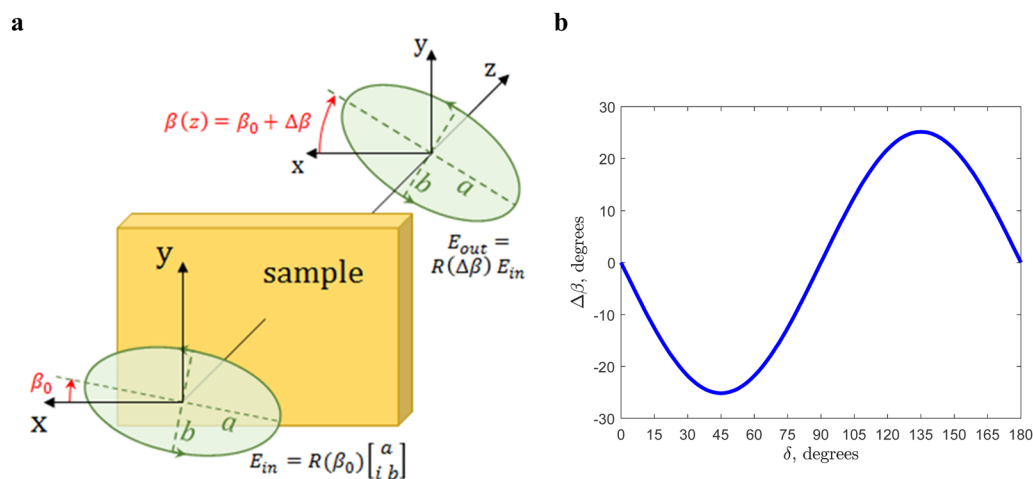 a
b
y
z
β(z) = β₀ + Δβ
x
b
a
E_out =
R(Δβ) E_in
y
sample
β₀
x
b
a
E_in = R(β₀) [a
i b]
30
20
10
0
-10
-20
-30
Δβ, degrees
0 15 30 45 60 75 90 105 120 135 150 165 180
δ, degrees